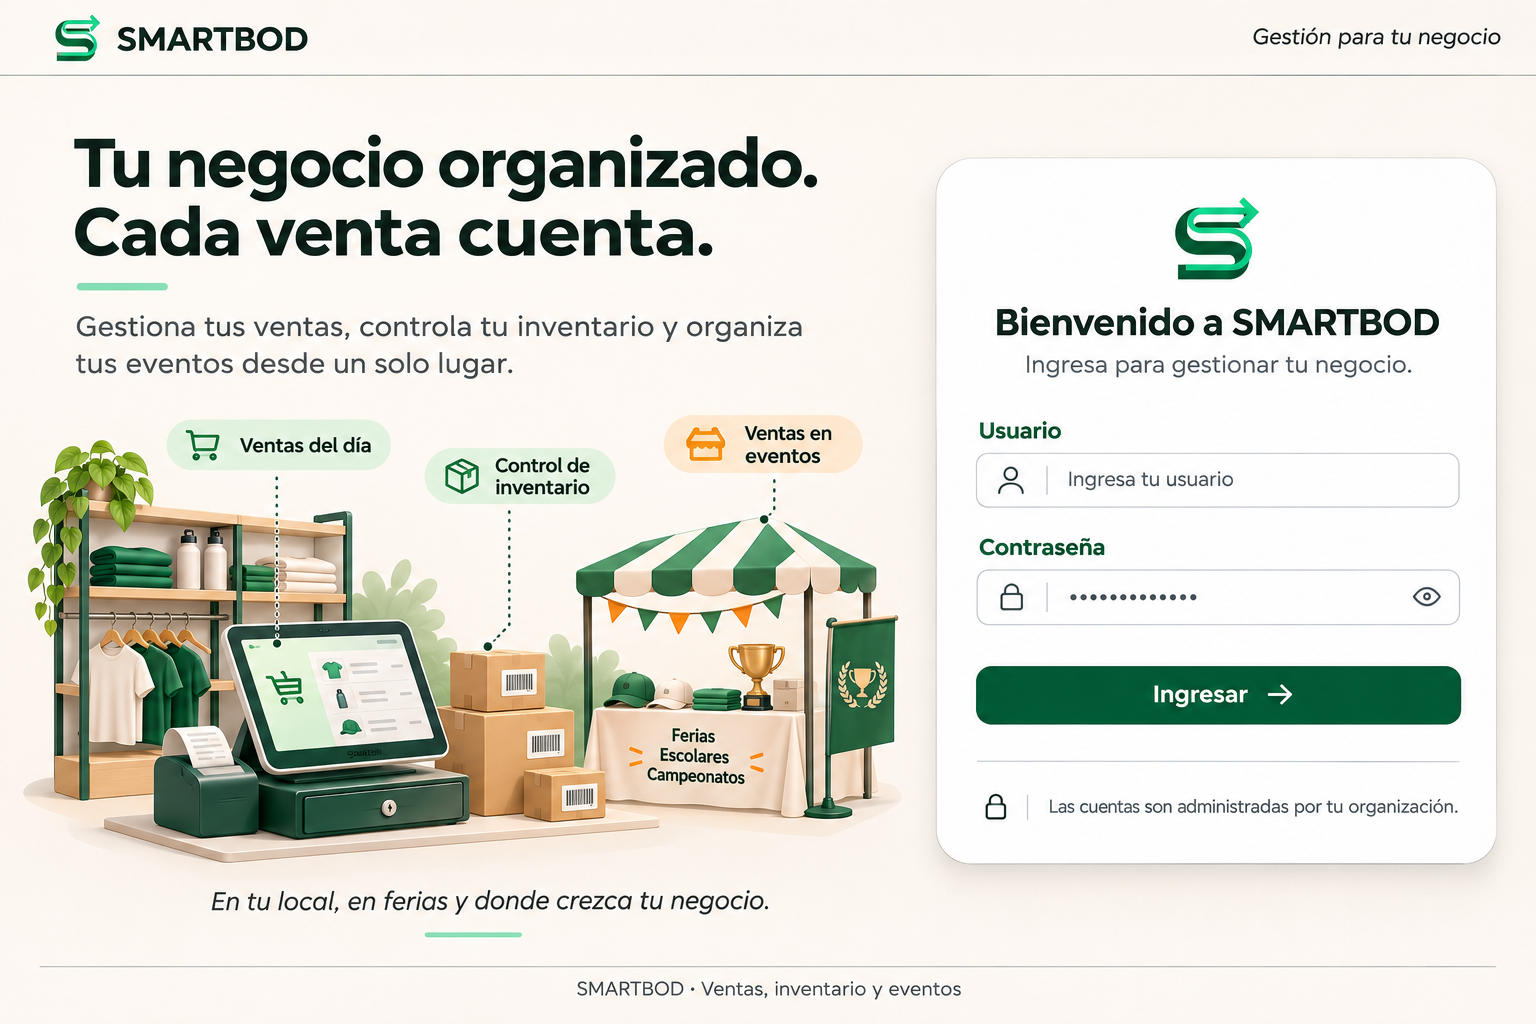 SMARTBOD
Gestión para tu negocio
Tu negocio organizado.
Cada venta cuenta.
Gestiona tus ventas, controla tu inventario y organiza
tus eventos desde un solo lugar.
Ventas del día
Control de
inventario
Ventas en
eventos
Ferias
Escolares
Campeonatos
En tu local, en ferias y donde crezca tu negocio.
Bienvenido a SMARTBOD
Ingresa para gestionar tu negocio.
Usuario
Ingresa tu usuario
Contraseña
•••••••••••••
Ingresar →
Las cuentas son administradas por tu organización.
SMARTBOD • Ventas, inventario y eventos